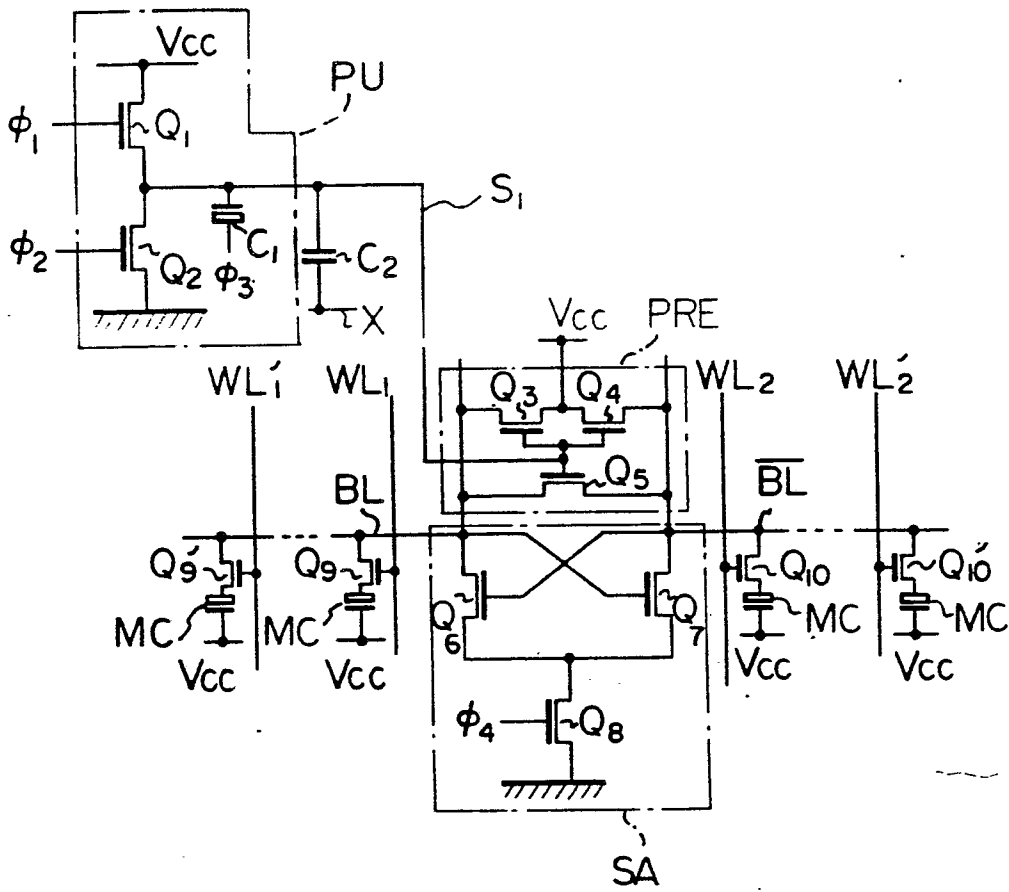 Vcc
PU
φ1
Q1
S1
φ2
Q2
C1
φ3
C2
X
Vcc
PRE
WL1'
WL1
Q3
Q4
WL2
WL2'
Q5
BL
B̅L̅
Q9'
Q9
Q10
Q10'
MC
MC
Q6
Q7
MC
MC
Vcc
Vcc
Vcc
Vcc
φ4
Q8
SA